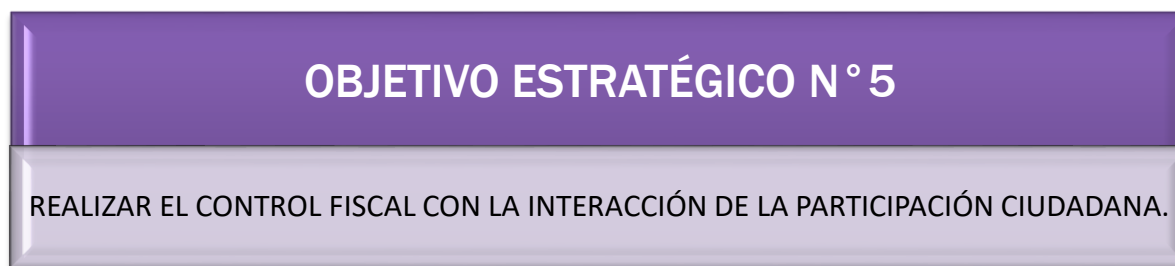 OBJETIVO ESTRATÉGICO N°5
REALIZAR EL CONTROL FISCAL CON LA INTERACCIÓN DE LA PARTICIPACIÓN CIUDADANA.